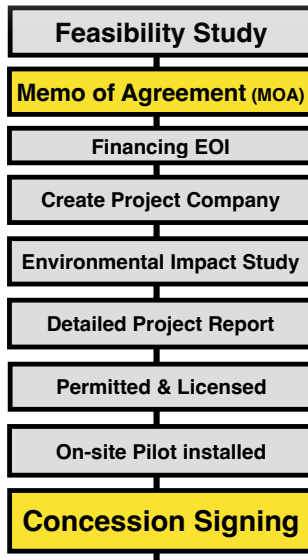 Feasibility Study
Memo of Agreement (MOA)
Financing EOI
Create Project Company
Environmental Impact Study
Detailed Project Report
Permitted & Licensed
On-site Pilot installed
Concession Signing